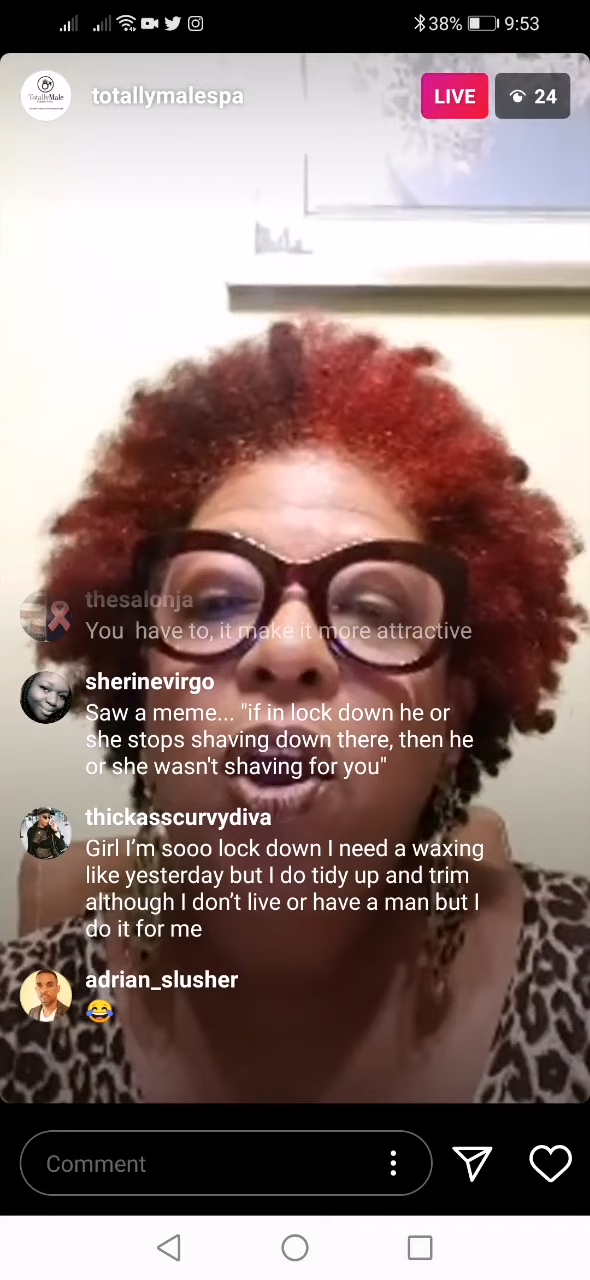 38% 9:53
TotallyMale
totallymalespa
LIVE
24
thesalonja
You have to, it make it more attractive
sherinevirgo
Saw a meme... "if in lock down he or
she stops shaving down there, then he
or she wasn't shaving for you"
thickasscurvydiva
Girl I'm sooo lock down I need a waxing
like yesterday but I do tidy up and trim
although I don't live or have a man but I
do it for me
adrian_slusher
😂
Comment